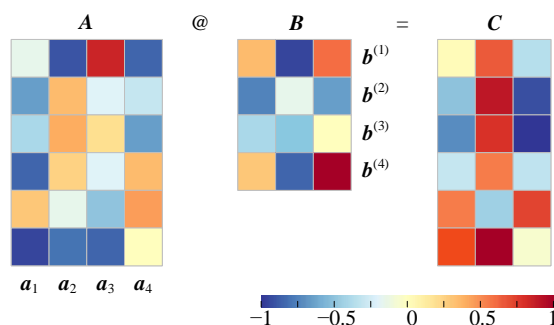 A @ B = C
b⁽¹⁾
b⁽²⁾
b⁽³⁾
b⁽⁴⁾
a₁ a₂ a₃ a₄
−1 −0.5 0 0.5 1